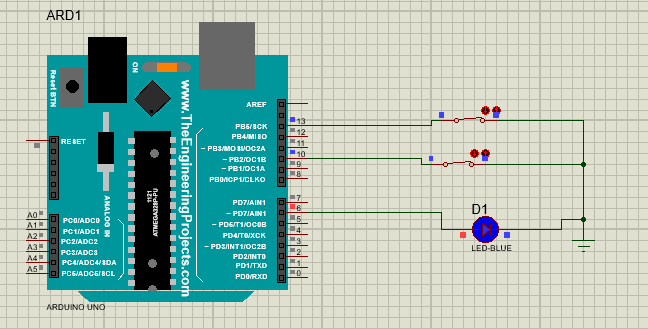 ARD1
Reset BTN
ON
www.TheEngineeringProjects.com
AREF
PB5/SCK
13
PB4/MISO
12
~ PB3/MOSI/OC2A
11
~ PB2/OC1B
10
~ PB1/OC1A
9
PB0/ICP1/CLKO
8
RESET
ANALOG IN
1121
ATMEGA328P-PU
PD7/AIN1
7
~ PD7/AIN1
6
~ PD5/T1/OC0B
5
PD4/T0/XCK
4
~ PD3/INT1/OC2B
3
PD2/INT0
2
PD1/TXD
1
PD0/RXD
0
A0
PC0/ADC0
A1
PC1/ADC1
A2
PC2/ADC2
A3
PC3/ADC3
A4
PC4/ADC4/SDA
A5
PC5/ADC5/SCL
D1
LED-BLUE
ARDUINO UNO